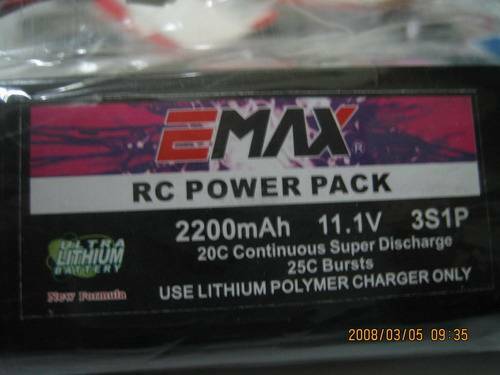 EMAX®
RC POWER PACK
2200mAh 11.1V 3S1P
20C Continuous Super Discharge
25C Bursts
USE LITHIUM POLYMER CHARGER ONLY
ULTRA
LITHIUM
BATTERY
New Formula
2008/03/05 09:35